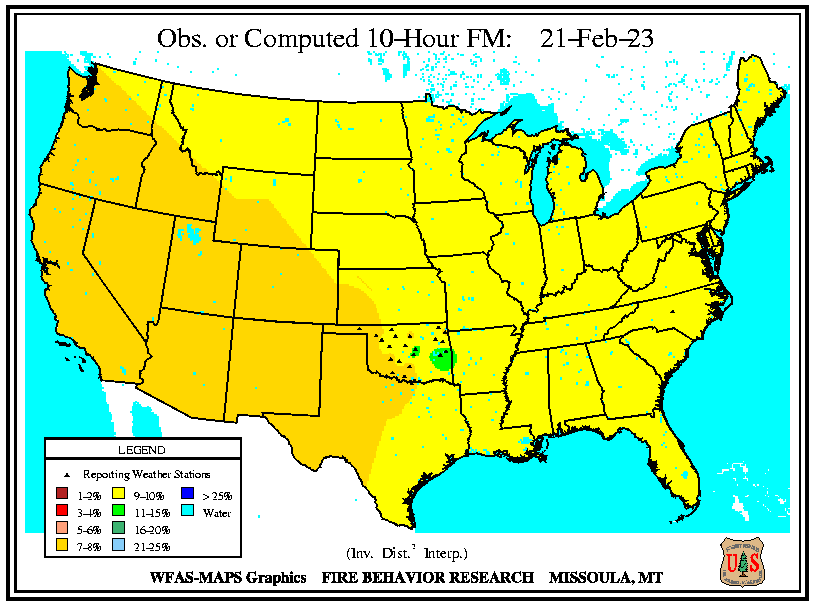 Obs. or Computed 10-Hour FM: 21-Feb-23
LEGEND
Reporting Weather Stations
1-2% 9-10% > 25%
3-4% 11-15% Water
5-6% 16-20%
7-8% 21-25%
(Inv. Dist.² Interp.)
WFAS-MAPS Graphics FIRE BEHAVIOR RESEARCH MISSOULA, MT
U S